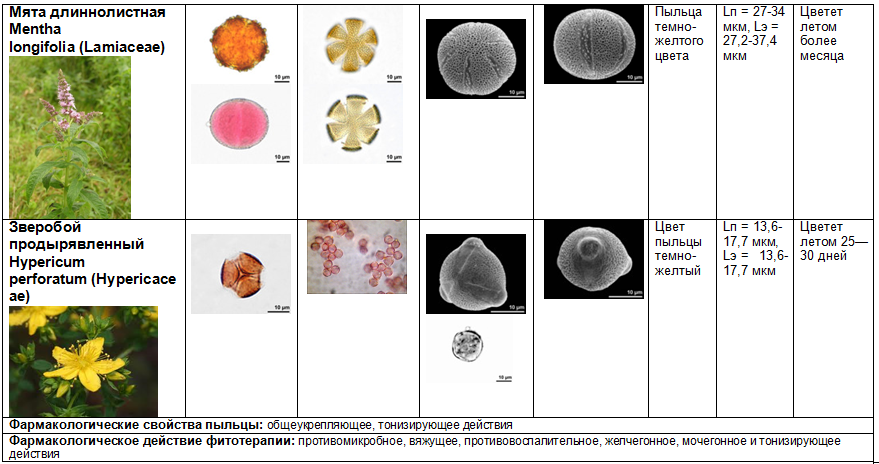 Мята длиннолистная
Mentha
longifolia (Lamiaceae)
10 μm
10 μm
10 μm
10 μm
10 μm
10 μm
Пыльца
темно-
желтого
цвета
Lп = 27-34
мкм, Lэ =
27,2-37,4
мкм
Цветет
летом
более
месяца
Зверобой
продырявленный
Hypericum
perforatum (Hypericace
ae)
10 μm
10 μm
10 μm
10 μm
Цвет
пыльцы
темно-
желтый
Lп = 13,6-
17,7 мкм,
Lэ = 13,6-
17,7 мкм
Цветет
летом 25—
30 дней
Фармакологические свойства пыльцы: общеукрепляющее, тонизирующее действия
Фармакологическое действие фитотерапии: противомикробное, вяжущее, противовоспалительное, желчегонное, мочегонное и тонизирующее
действия